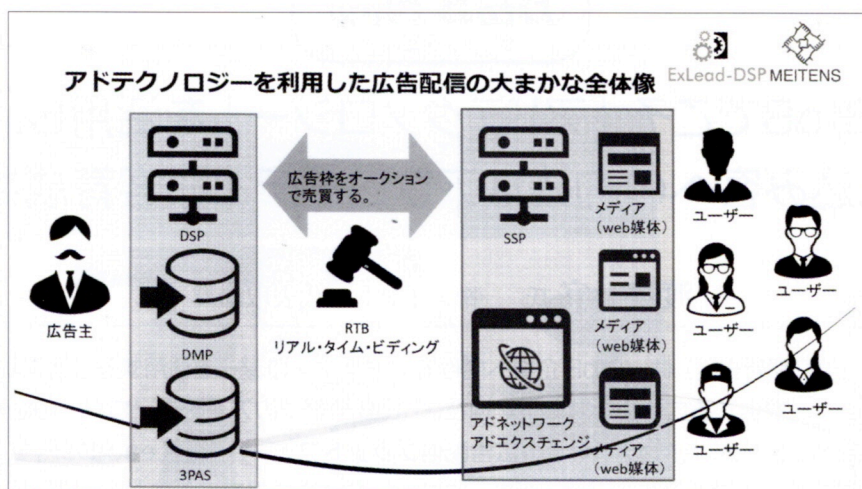 ExLead-DSP MEITENS
アドテクノロジーを利用した広告配信の大まかな全体像
広告主
DSP
DMP
3PAS
広告枠をオークション
で売買する。
RTB
リアル・タイム・ビディング
SSP
アドネットワーク
アドエクスチェンジ
メディア
（web媒体）
メディア
（web媒体）
メディア
（web媒体）
ユーザー
ユーザー
ユーザー
ユーザー
ユーザー